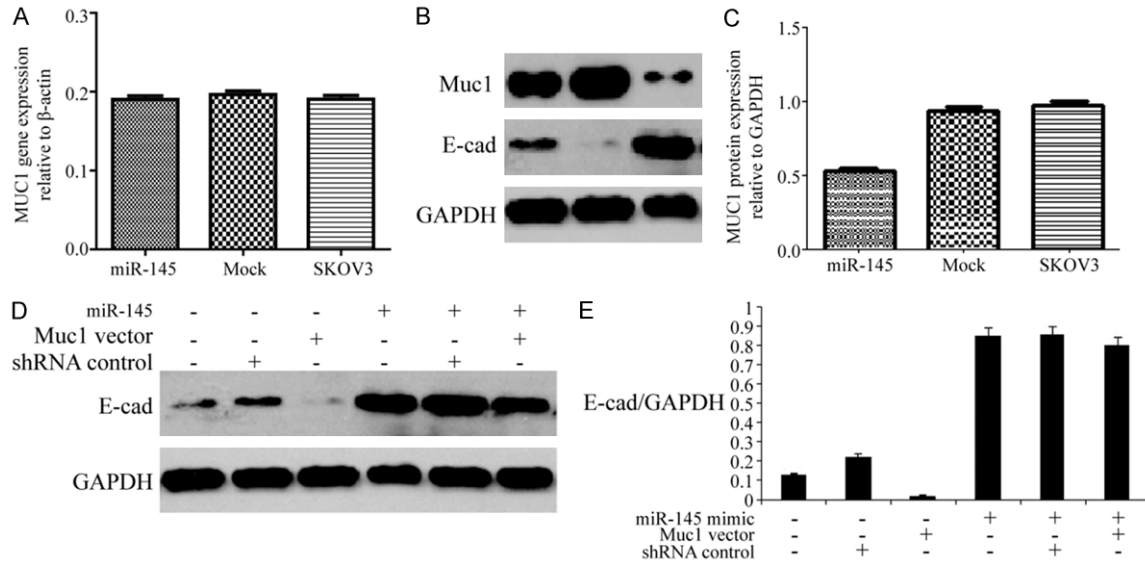 A
MUC1 gene expression
relative to β-actin
0.3
0.2
0.1
0.0
miR-145 Mock SKOV3
B
Muc1
E-cad
GAPDH
C
MUC1 protein expression
relative to GAPDH
1.5
1.0
0.5
0.0
miR-145 Mock SKOV3
D
miR-145 - - - + + +
Muc1 vector - - + - - +
shRNA control - + - - + -
E-cad
GAPDH
E
E-cad/GAPDH
1
0.9
0.8
0.7
0.6
0.5
0.4
0.3
0.2
0.1
0
miR-145 mimic - - - + + +
Muc1 vector - - + - - +
shRNA control - + - - + -